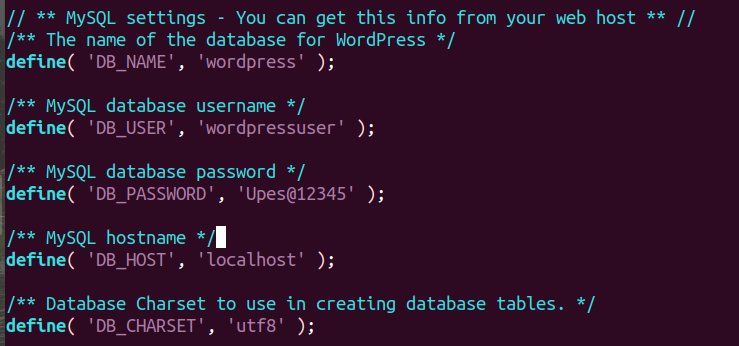 // ** MySQL settings - You can get this info from your web host ** //
/** The name of the database for WordPress */
define( 'DB_NAME', 'wordpress' );
/** MySQL database username */
define( 'DB_USER', 'wordpressuser' );
/** MySQL database password */
define( 'DB_PASSWORD', 'Upes@12345' );
/** MySQL hostname */
define( 'DB_HOST', 'localhost' );
/** Database Charset to use in creating database tables. */
define( 'DB_CHARSET', 'utf8' );